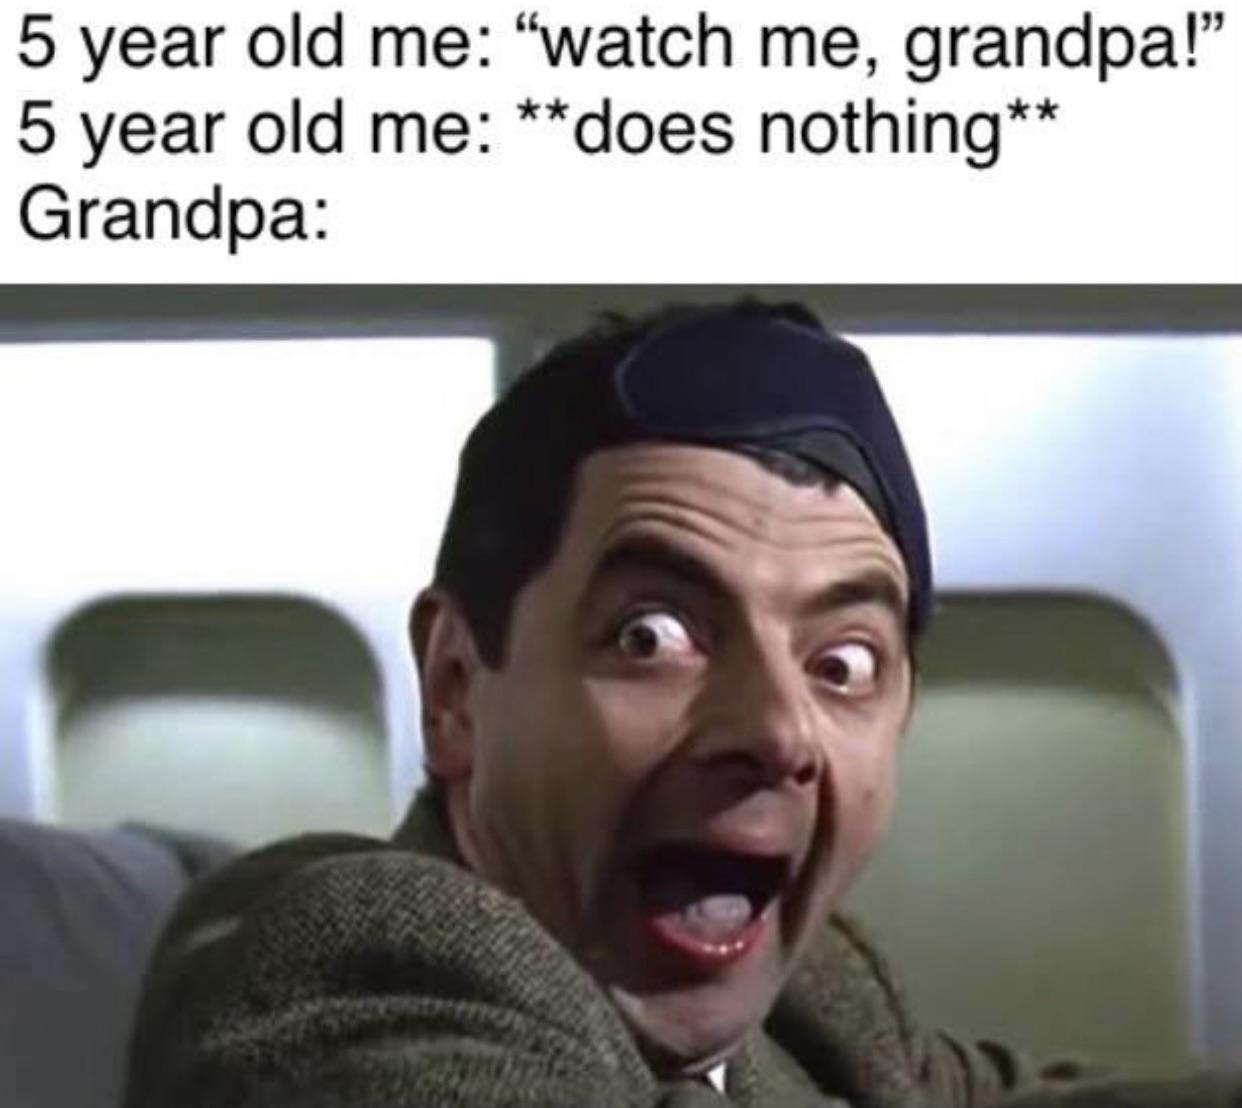 5 year old me: “watch me, grandpa!”
5 year old me: **does nothing**
Grandpa: